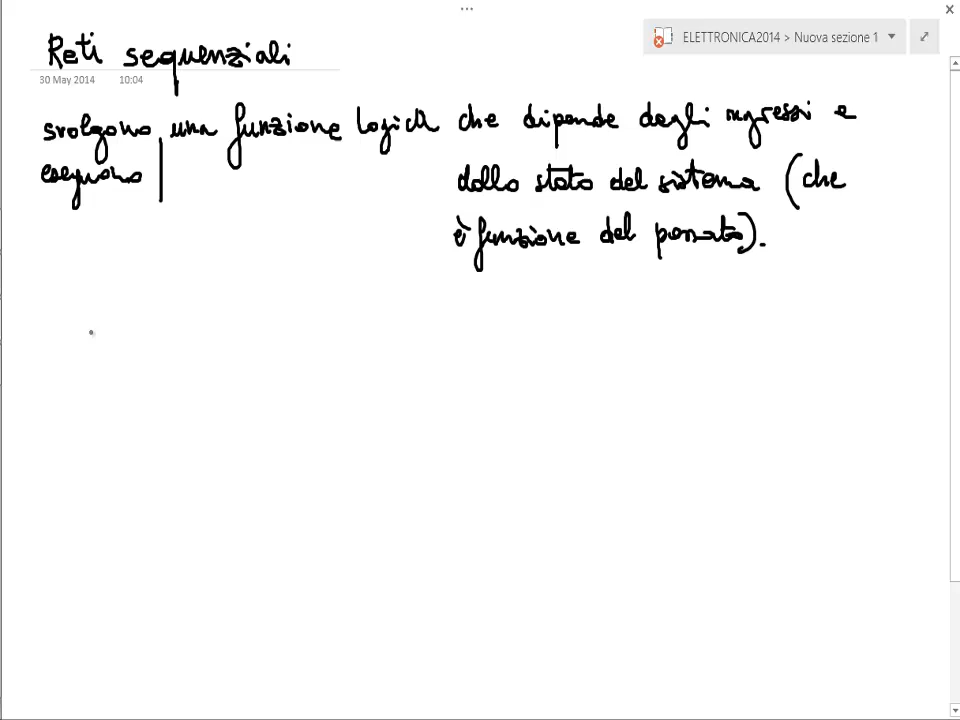 ELETTRONICA2014 > Nuova sezione 1
Reti sequenziali
30 May 2014 10:04
svolgono una funzione logica che dipende dagli ingressi e
eseguono dallo stato del sistema (che
è funzione del passato).